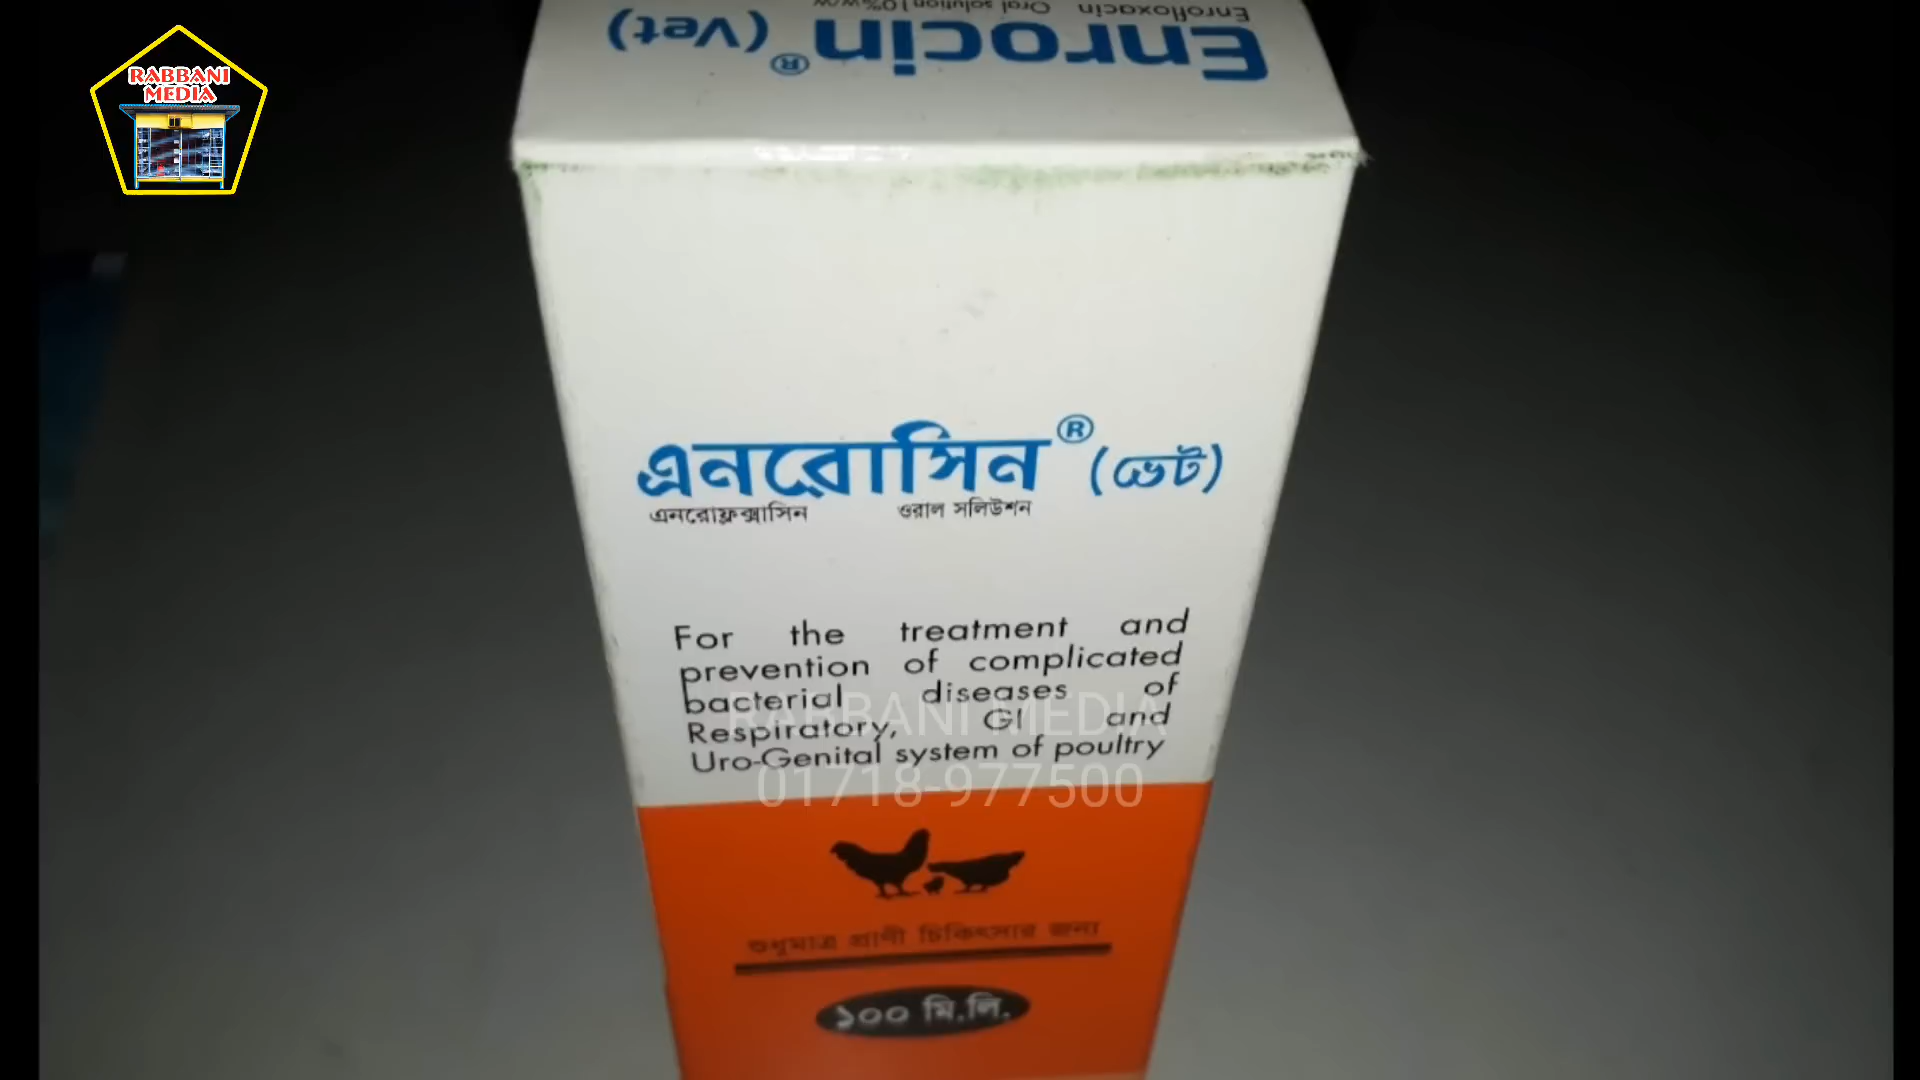 RABBANI
MEDIA
Enrofloxacin Oral solution 10%w/w
Enrocin® (Vet)
এনরোসিন® (ভেট)
এনরোফ্লক্সাসিন ওরাল সলিউশন
For the treatment and
prevention of complicated
bacterial diseases of
Respiratory, GI and
Uro-Genital system of poultry
RABBANI MEDIA
01718-977500
শুধুমাত্র প্রাণী চিকিৎসার জন্য
১০০ মি.লি.